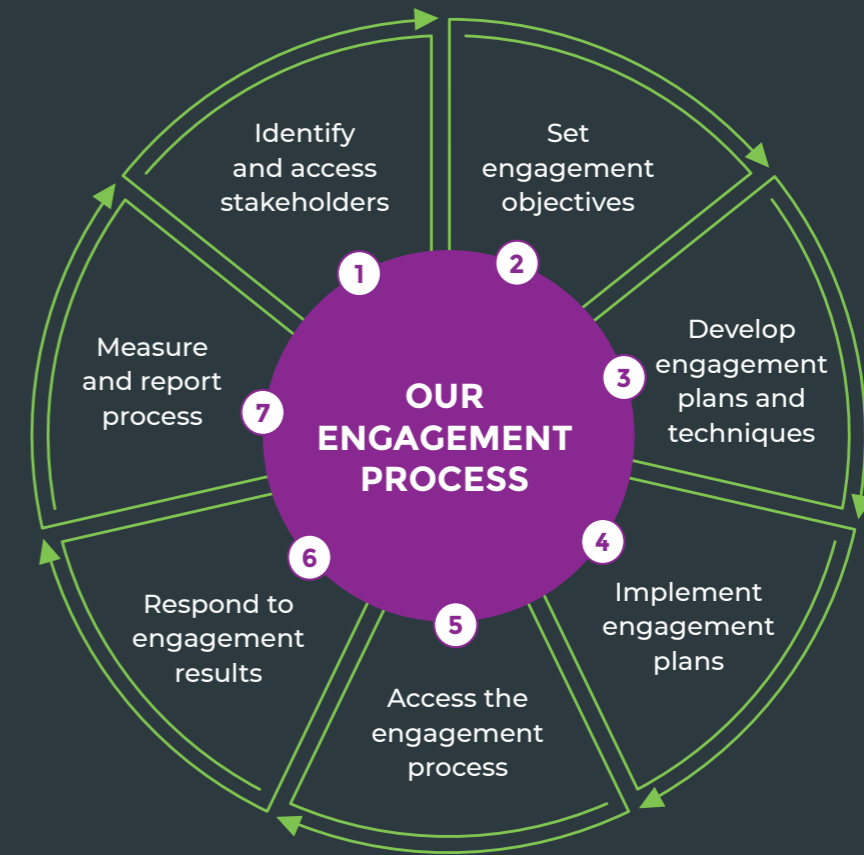 OUR
ENGAGEMENT
PROCESS
1
Identify
and access
stakeholders
2
Set
engagement
objectives
3
Develop
engagement
plans and
techniques
4
Implement
engagement
plans
5
Access the
engagement
process
6
Respond to
engagement
results
7
Measure
and report
process